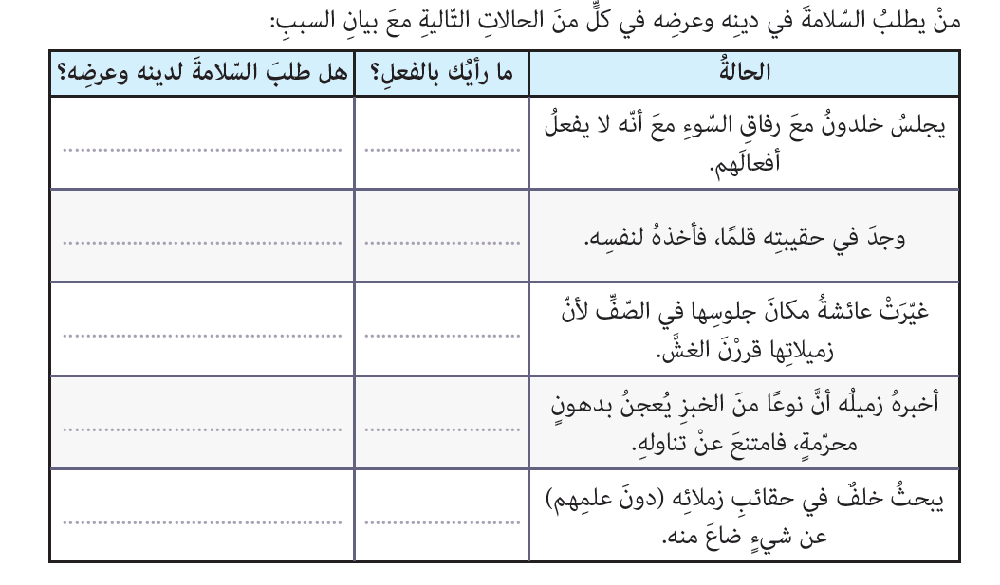 منْ يطلبُ السّلامةَ في دينِه وعرضِه في كلٍّ منَ الحالاتِ التّاليةِ معَ بيانِ السببِ:
الحالةُ
ما رأيُك بالفعلِ؟
هل طلبَ السّلامةَ لدينه وعرضِه؟
يجلسُ خلدونُ معَ رفاقِ السّوءِ معَ أنّه لا يفعلُ
أفعالَهم.
وجدَ في حقيبتِه قلمًا، فأخذهُ لنفسِه.
غيّرَتْ عائشةُ مكانَ جلوسِها في الصّفِّ لأنّ
زميلاتِها قررْنَ الغشَّ.
أخبرهُ زميلُه أنَّ نوعًا منَ الخبزِ يُعجنُ بدهونٍ
محرّمةٍ، فامتنعَ عنْ تناولهِ.
يبحثُ خلفٌ في حقائبِ زملائِه (دونَ علمِهم)
عن شيءٍ ضاعَ منه.